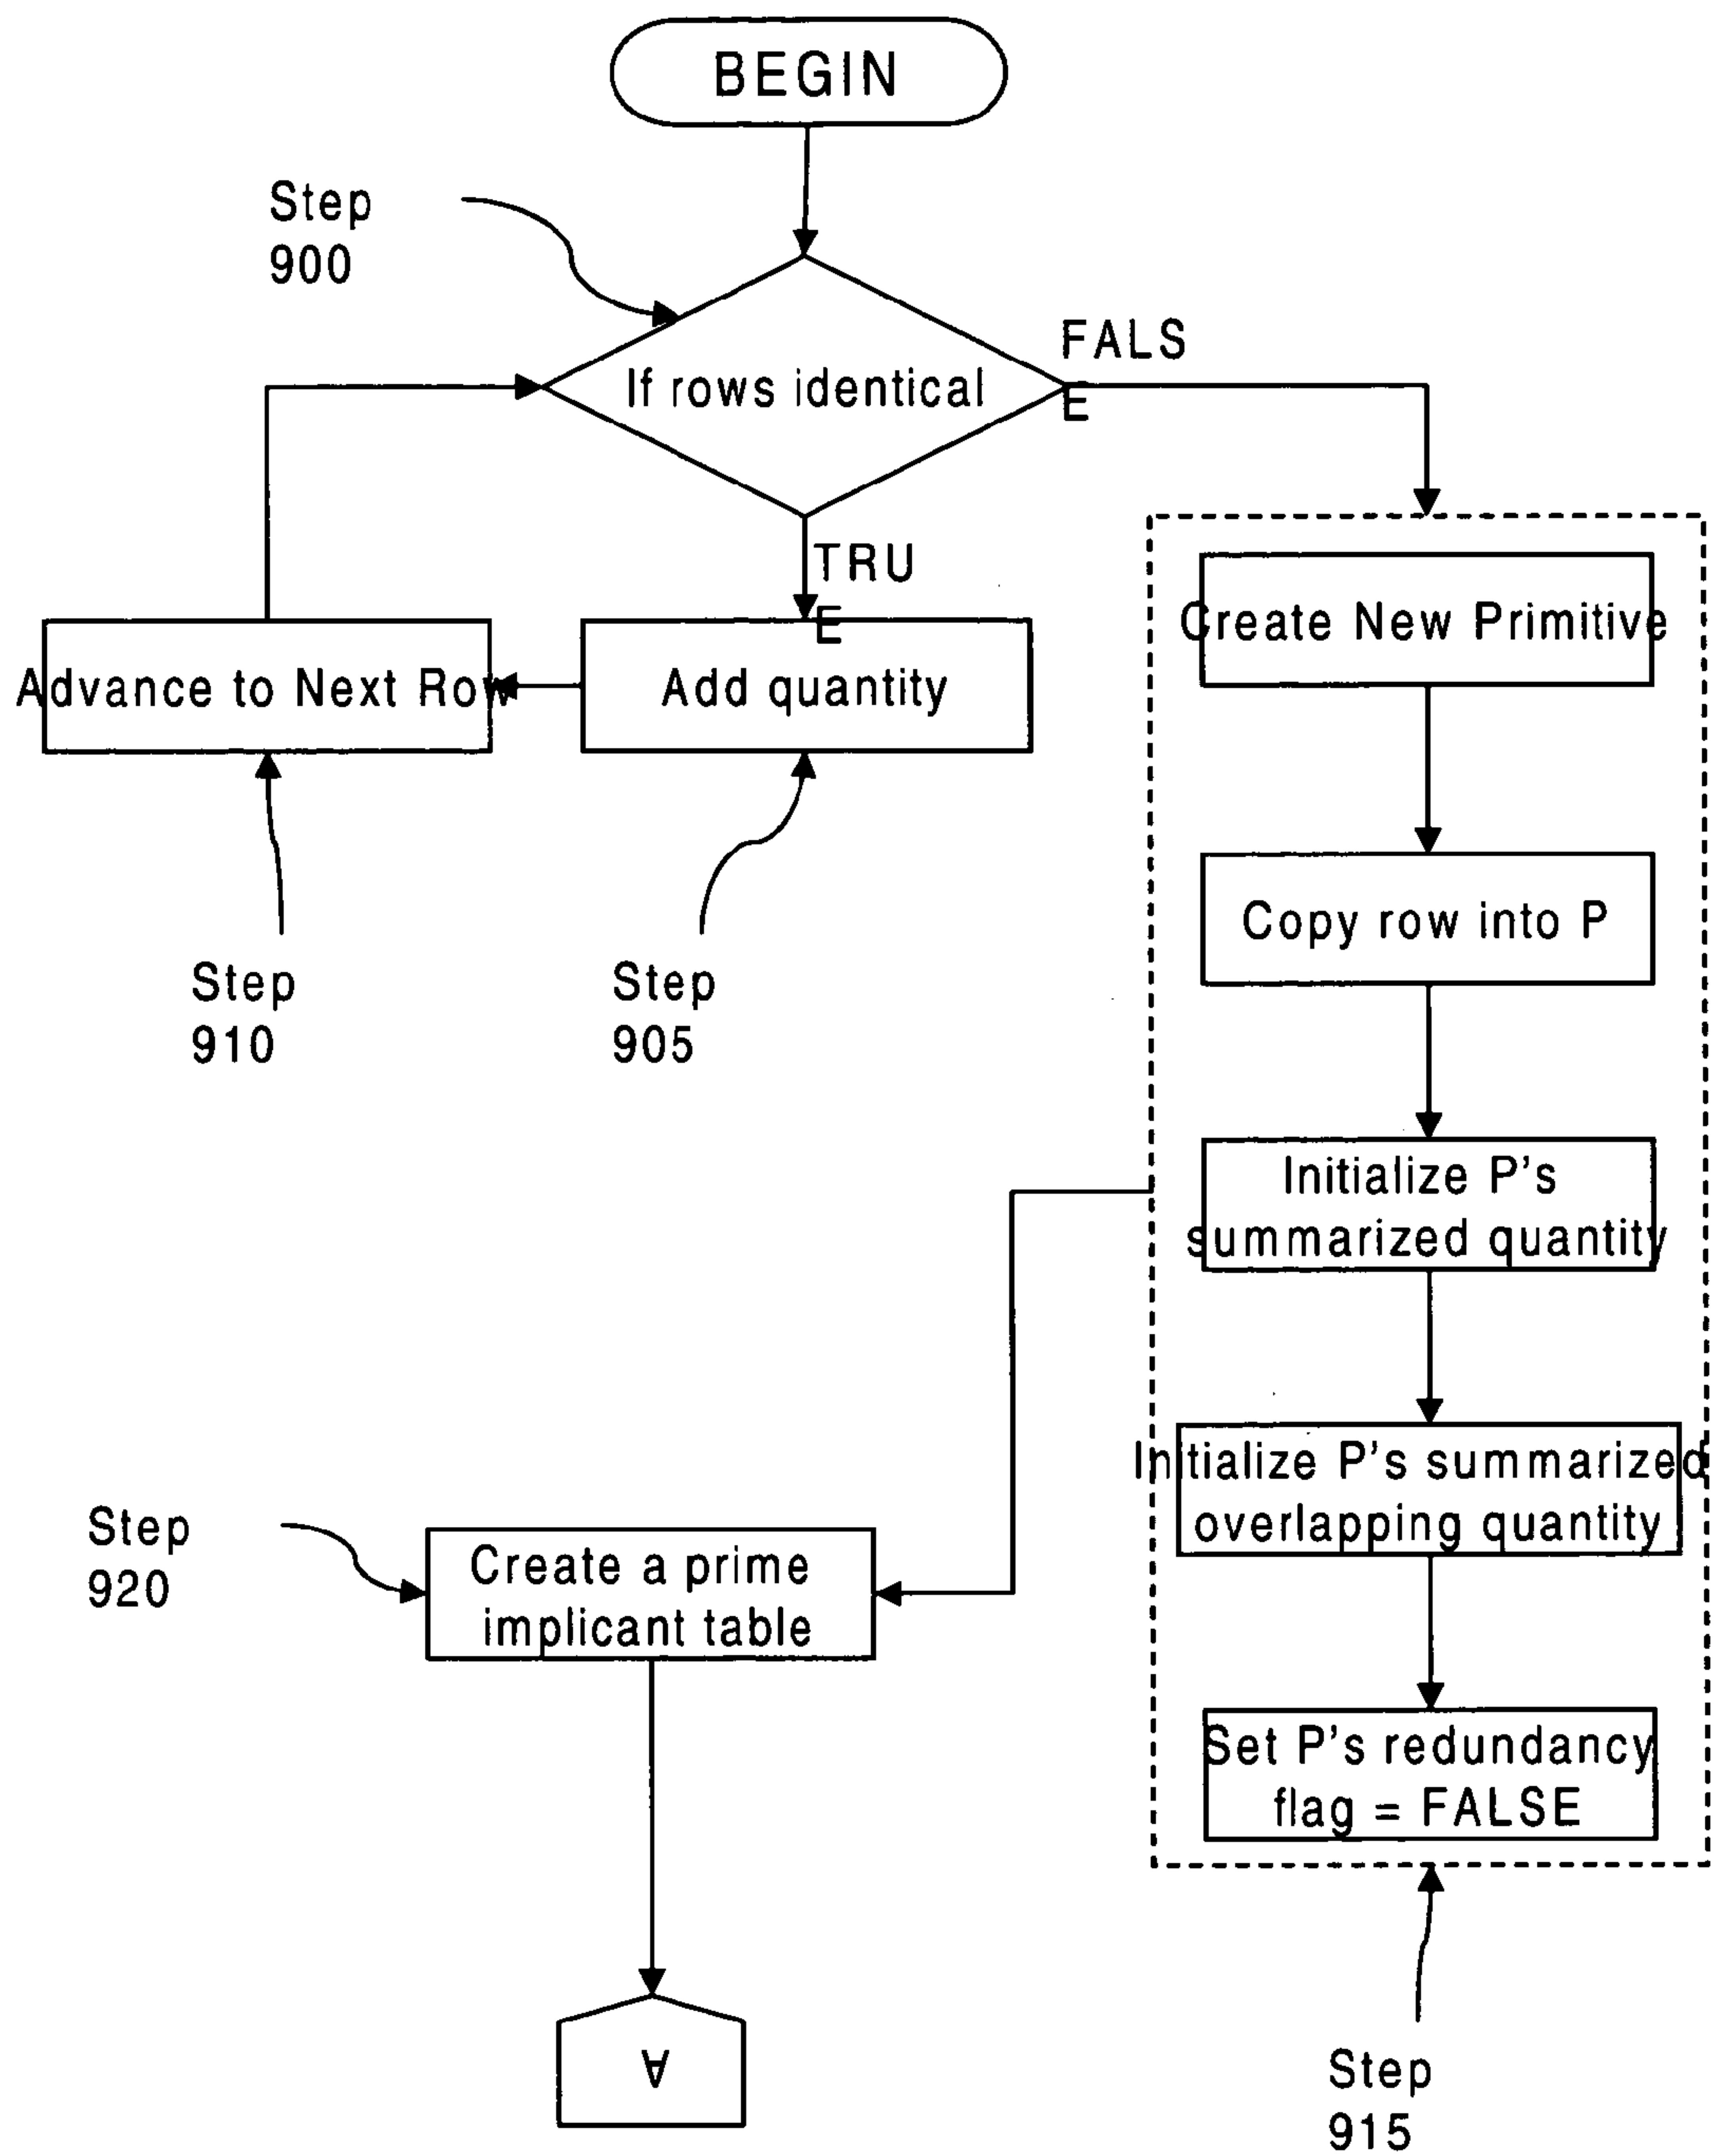 BEGIN
Step
900
If rows identical
FALS
E
TRU
E
Advance to Next Row
Add quantity
Step
910
Step
905
Create New Primitive
Copy row into P
Initialize P's
summarized quantity
Initialize P's summarized
overlapping quantity
Set P's redundancy
flag = FALSE
Step
915
Step
920
Create a prime
implicant table
A